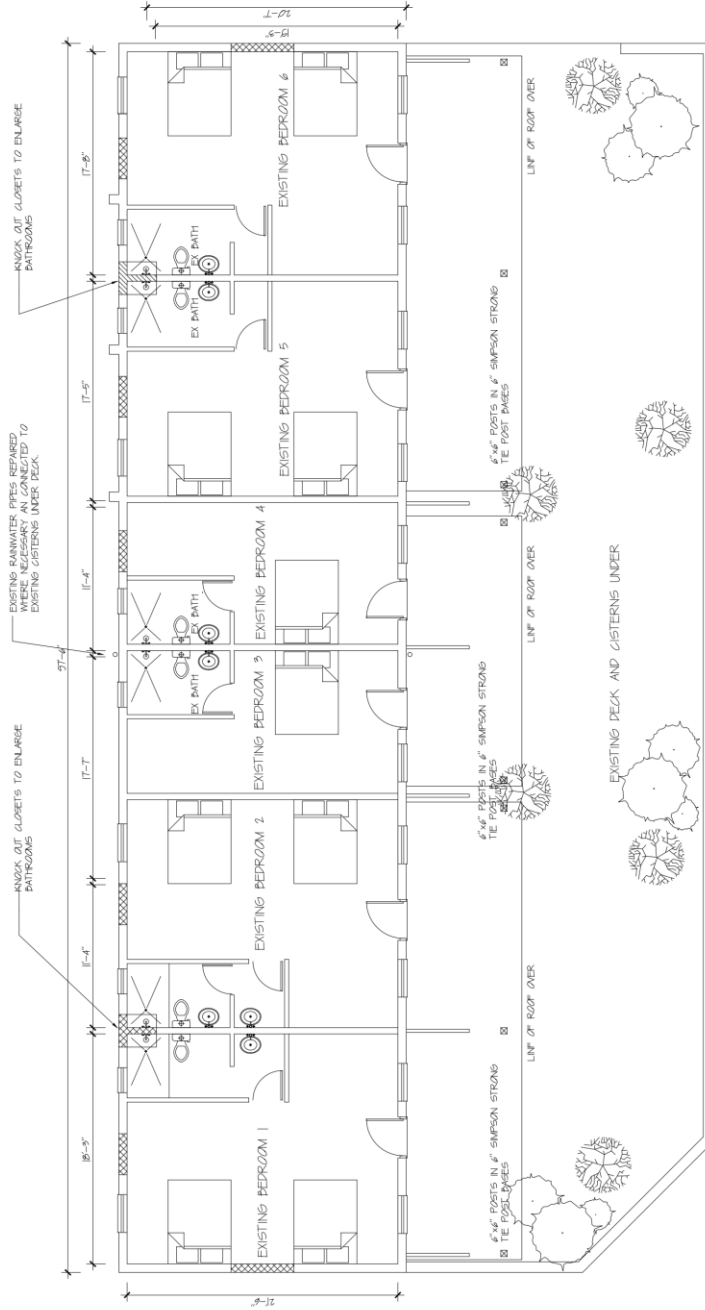 KNOCK OUT CLOSETS TO ENLARGE
BATHROOMS
EXISTING RAINWATER PIPES REPAIRED
WHERE NECESSARY AN CONNECTED TO
EXISTING CISTERNS UNDER DECK.
KNOCK OUT CLOSETS TO ENLARGE
BATHROOMS
97'-6"
18'-3"
11'-4"
17'-7"
11'-4"
17'-5"
17'-8"
21'-6"
19'-3"
20'-7"
EX BATH
EX BATH
EX BATH
EX BATH
EXISTING BEDROOM 1
EXISTING BEDROOM 2
EXISTING BEDROOM 3
EXISTING BEDROOM 4
EXISTING BEDROOM 5
EXISTING BEDROOM 6
6"x6" POSTS IN 6" SIMPSON STRONG
TIE POST BASES
6"x6" POSTS IN 6" SIMPSON STRONG
TIE POST BASES
6"x6" POSTS IN 6" SIMPSON STRONG
TIE POST BASES
LINE OF ROOF OVER
LINE OF ROOF OVER
LINE OF ROOF OVER
EXISTING DECK AND CISTERNS UNDER